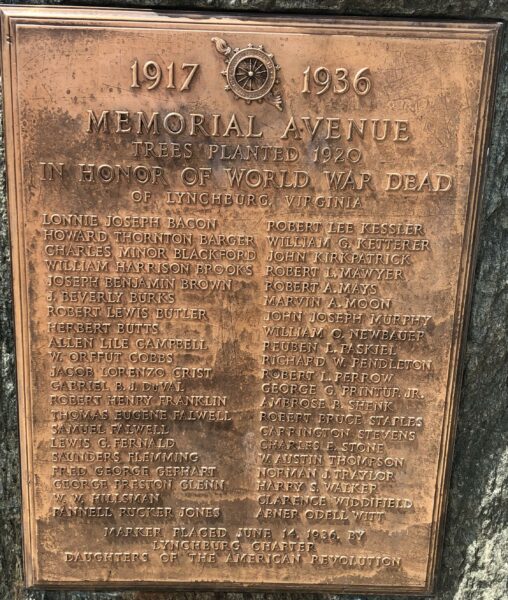 1917 1936
MEMORIAL AVENUE
TREES PLANTED 1920
IN HONOR OF WORLD WAR DEAD
OF LYNCHBURG, VIRGINIA
LONNIE JOSEPH BACON
HOWARD THORNTON BARGER
CHARLES MINOR BLACKFORD
WILLIAM HARRISON BROOKS
JOSEPH BENJAMIN BROWN
J. BEVERLY BURKS
ROBERT LEWIS BUTLER
HERBERT BUTTS
ALLEN LILE CAMPBELL
W. ORFFUT COBBS
JACOB LORENZO CRIST
GABRIEL B. J. DUVAL
ROBERT HENRY FRANKLIN
THOMAS EUGENE FALWELL
SAMUEL FALWELL
LEWIS G. FERNALD
SAUNDERS FLEMMING
FRED GEORGE GEPHART
GEORGE PRESTON GLENN
W. W. HILLSMAN
PANNELL RUCKER JONES
ROBERT LEE KESSLER
WILLIAM G. KETTERER
JOHN KIRKPATRICK
ROBERT L. MAWYER
ROBERT A. MAYS
MARVIN A. MOON
JOHN JOSEPH MURPHY
WILLIAM O. NEWBAUER
REUBEN L. PASKIEL
RICHARD W. PENDLETON
ROBERT L. PERROW
GEORGE G. PRINTUP, JR.
AMBROSE B. SHENK
ROBERT BRUCE STAPLES
CARRINGTON STEVENS
CHARLES E. STONE
W. AUSTIN THOMPSON
NORMAN J. TRAYLOR
HARRY S. WALKER
CLARENCE WIDDIFIELD
ABNER ODELL WITT
MARKER PLACED JUNE 14, 1936, BY
LYNCHBURG CHAPTER
DAUGHTERS OF THE AMERICAN REVOLUTION